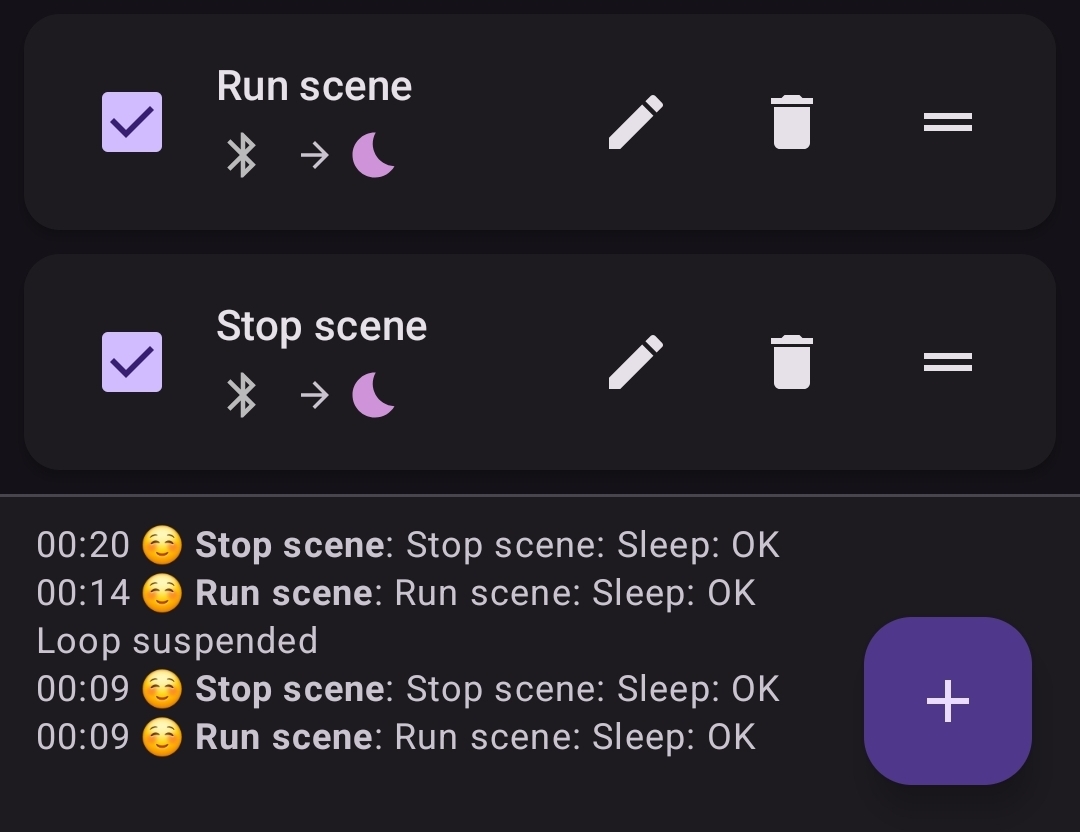 Run scene
Stop scene
00:20 ☺️ Stop scene: Stop scene: Sleep: OK
00:14 ☺️ Run scene: Run scene: Sleep: OK
Loop suspended
00:09 ☺️ Stop scene: Stop scene: Sleep: OK
00:09 ☺️ Run scene: Run scene: Sleep: OK